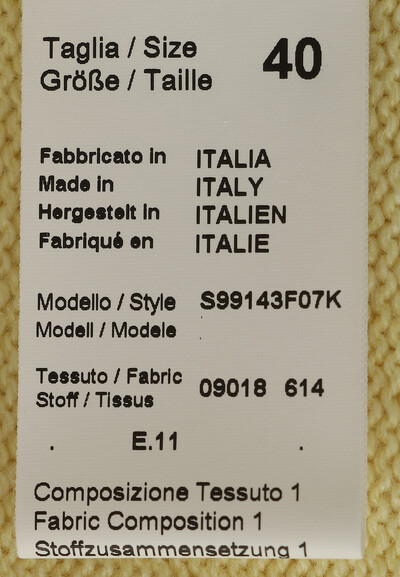 Taglia / Size 40
Größe / Taille
Fabbricato in ITALIA
Made in ITALY
Hergestelt in ITALIEN
Fabriqué en ITALIE
Modello / Style S99143F07K
Modell / Modele
Tessuto / Fabric 09018 614
Stoff / Tissus
. E.11 .
Composizione Tessuto 1
Fabric Composition 1
Stoffzusammensetzung 1